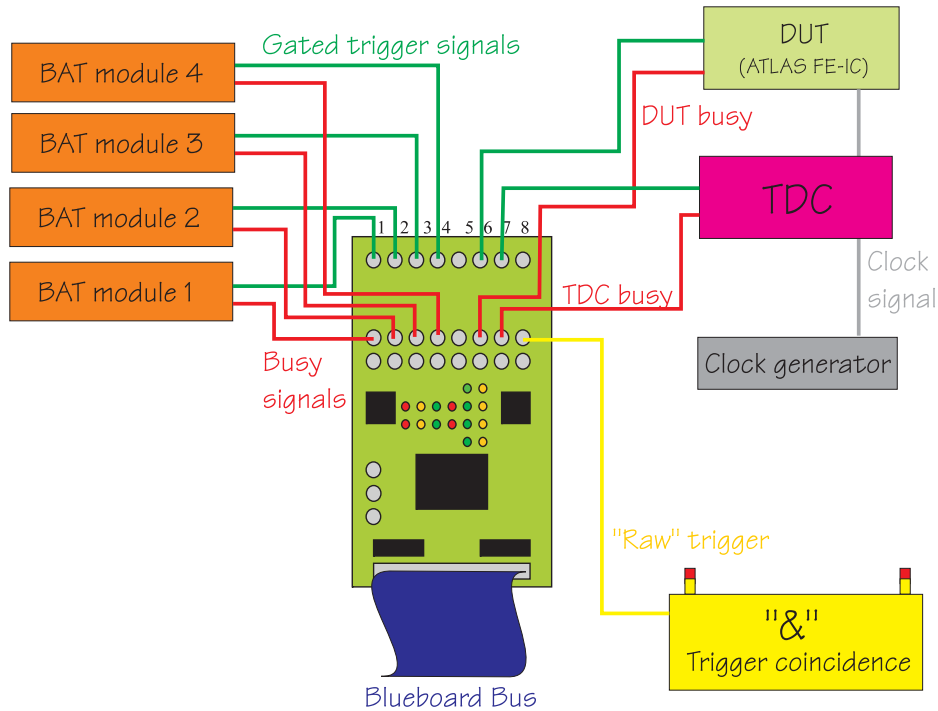 Gated trigger signals
DUT
(ATLAS FE-IC)
BAT module 4
DUT busy
BAT module 3
TDC
BAT module 2
1 2 3 4 5 6 7 8
BAT module 1
TDC busy
Clock
signal
Busy
signals
Clock generator
"Raw" trigger
"&"
Trigger coincidence
Blueboard Bus